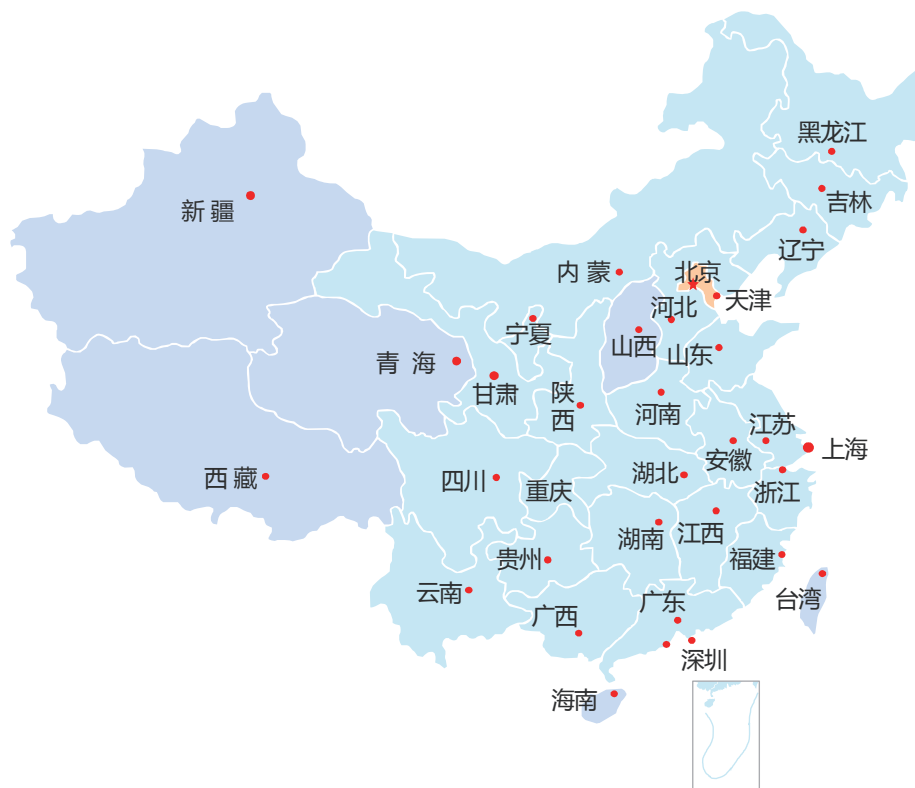 黑龙江
吉林
新疆
辽宁
内蒙
北京
天津
河北
宁夏
山西
山东
青海
甘肃
陕
西
河南
江苏
上海
安徽
西藏
四川
重庆
湖北
浙江
湖南
江西
贵州
福建
云南
广西
广东
台湾
深圳
海南